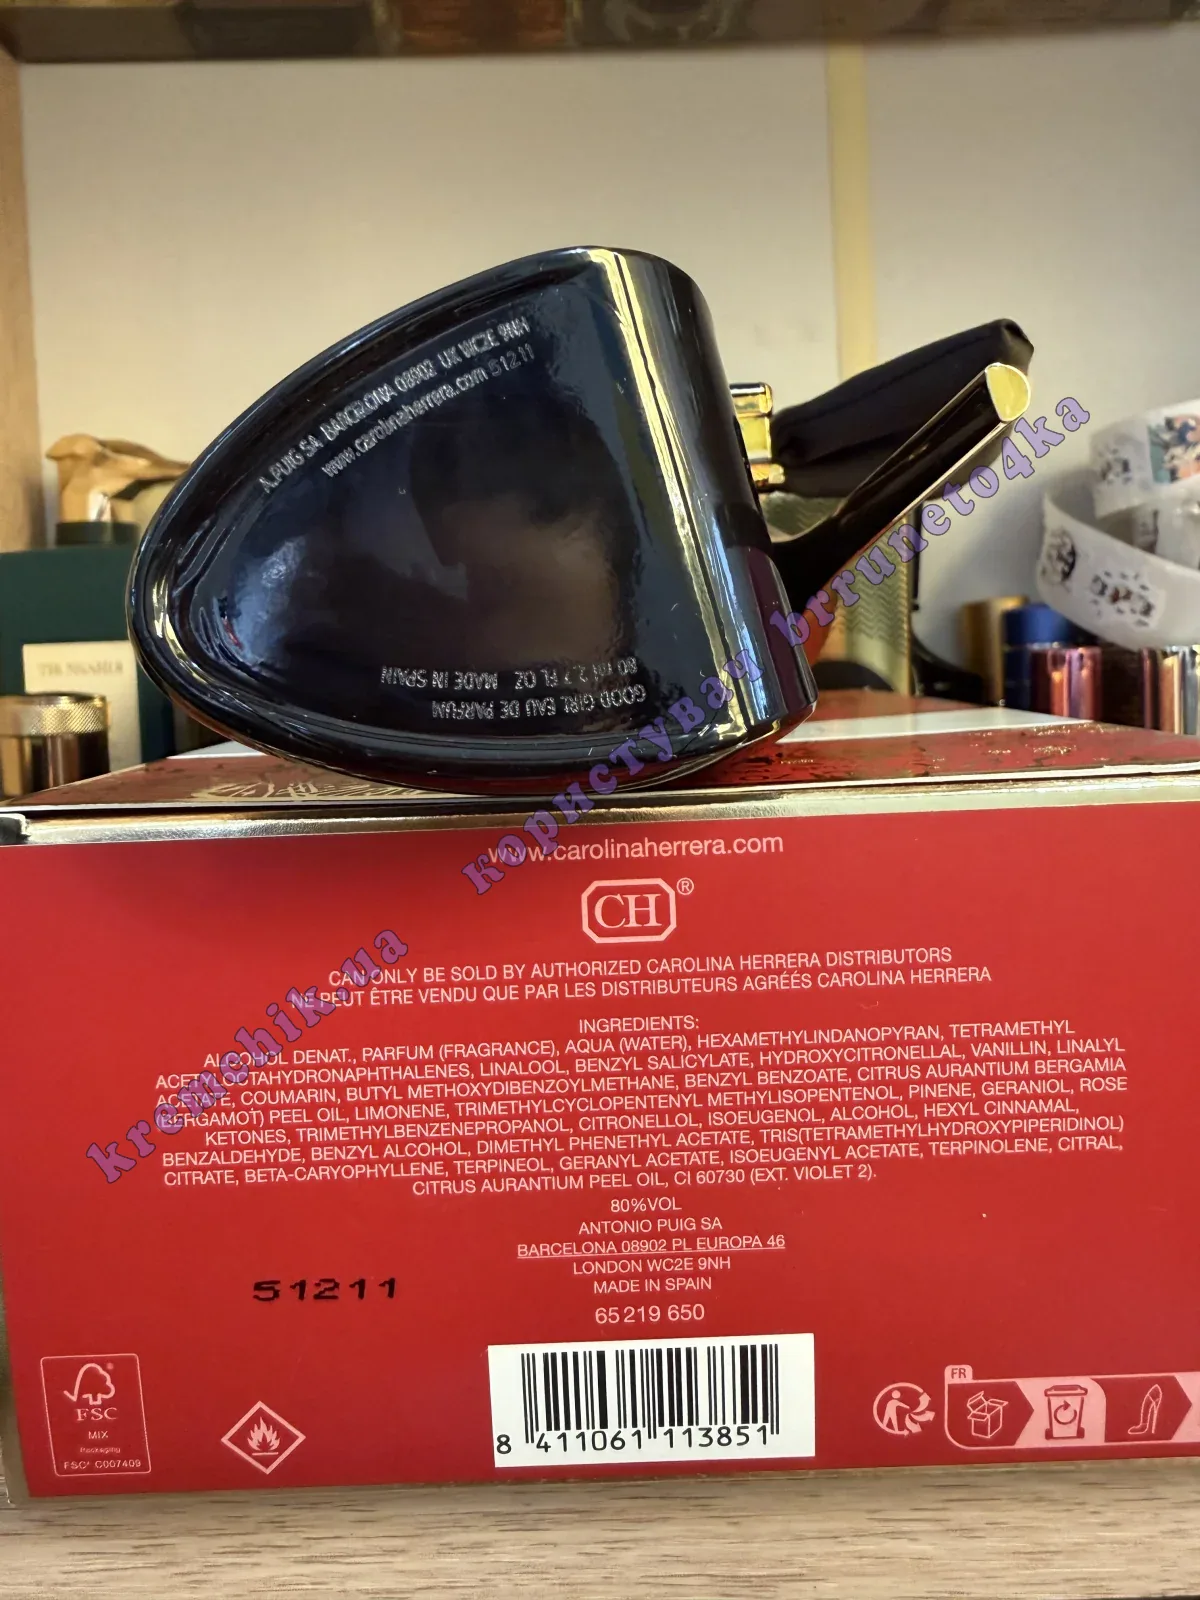 A.PUIG SA BARCELONA 08902 UK WC2E 9NH
www.carolinaherrera.com 51211
GOOD GIRL EAU DE PARFUM
80 ml 2.7 FL OZ MADE IN SPAIN
kremchik.ua користувач brruneto4ka
www.carolinaherrera.com
CH®
CAN ONLY BE SOLD BY AUTHORIZED CAROLINA HERRERA DISTRIBUTORS
NE PEUT ÊTRE VENDU QUE PAR LES DISTRIBUTEURS AGRÉÉS CAROLINA HERRERA
INGREDIENTS:
ALCOHOL DENAT., PARFUM (FRAGRANCE), AQUA (WATER), HEXAMETHYLINDANOPYRAN, TETRAMETHYL
ACETYLOCTAHYDRONAPHTHALENES, LINALOOL, BENZYL SALICYLATE, HYDROXYCITRONELLAL, VANILLIN, LINALYL
ACETATE, COUMARIN, BUTYL METHOXYDIBENZOYLMETHANE, BENZYL BENZOATE, CITRUS AURANTIUM BERGAMIA
(BERGAMOT) PEEL OIL, LIMONENE, TRIMETHYLCYCLOPENTENYL METHYLISOPENTENOL, PINENE, GERANIOL, ROSE
KETONES, TRIMETHYLBENZENEPROPANOL, CITRONELLOL, ISOEUGENOL, ALCOHOL, HEXYL CINNAMAL,
BENZALDEHYDE, BENZYL ALCOHOL, DIMETHYL PHENETHYL ACETATE, TRIS(TETRAMETHYLHYDROXYPIPERIDINOL)
CITRATE, BETA-CARYOPHYLLENE, TERPINEOL, GERANYL ACETATE, ISOEUGENYL ACETATE, TERPINOLENE, CITRAL,
CITRUS AURANTIUM PEEL OIL, CI 60730 (EXT. VIOLET 2).
80%VOL
ANTONIO PUIG SA
BARCELONA 08902 PL EUROPA 46
LONDON WC2E 9NH
MADE IN SPAIN
65219 650
51211
FSC
MIX
Packaging
FSC® C007409
8 411061 113851
FR